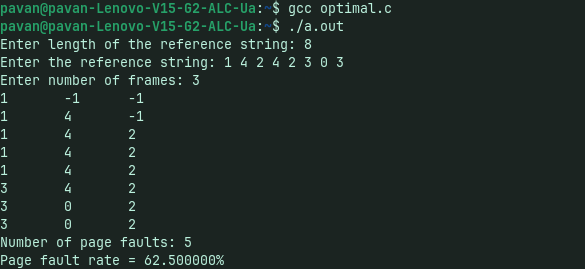 pavan@pavan-Lenovo-V15-G2-ALC-Ua:~$ gcc optimal.c
pavan@pavan-Lenovo-V15-G2-ALC-Ua:~$ ./a.out
Enter length of the reference string: 8
Enter the reference string: 1 4 2 4 2 3 0 3
Enter number of frames: 3
1 -1 -1
1 4 -1
1 4 2
1 4 2
1 4 2
3 4 2
3 0 2
3 0 2
Number of page faults: 5
Page fault rate = 62.500000%